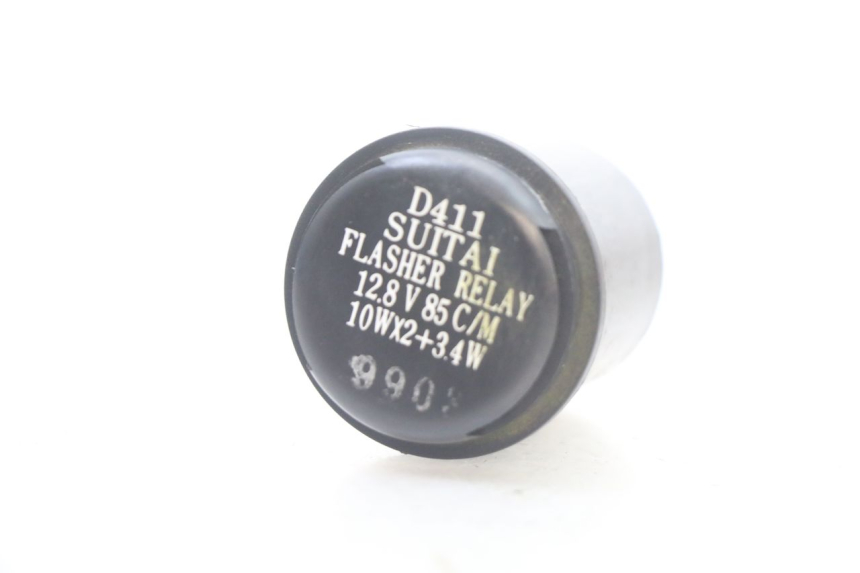 D411
SUITAI
FLASHER RELAY
12.8 V 85 C/M
10WX2+3.4W